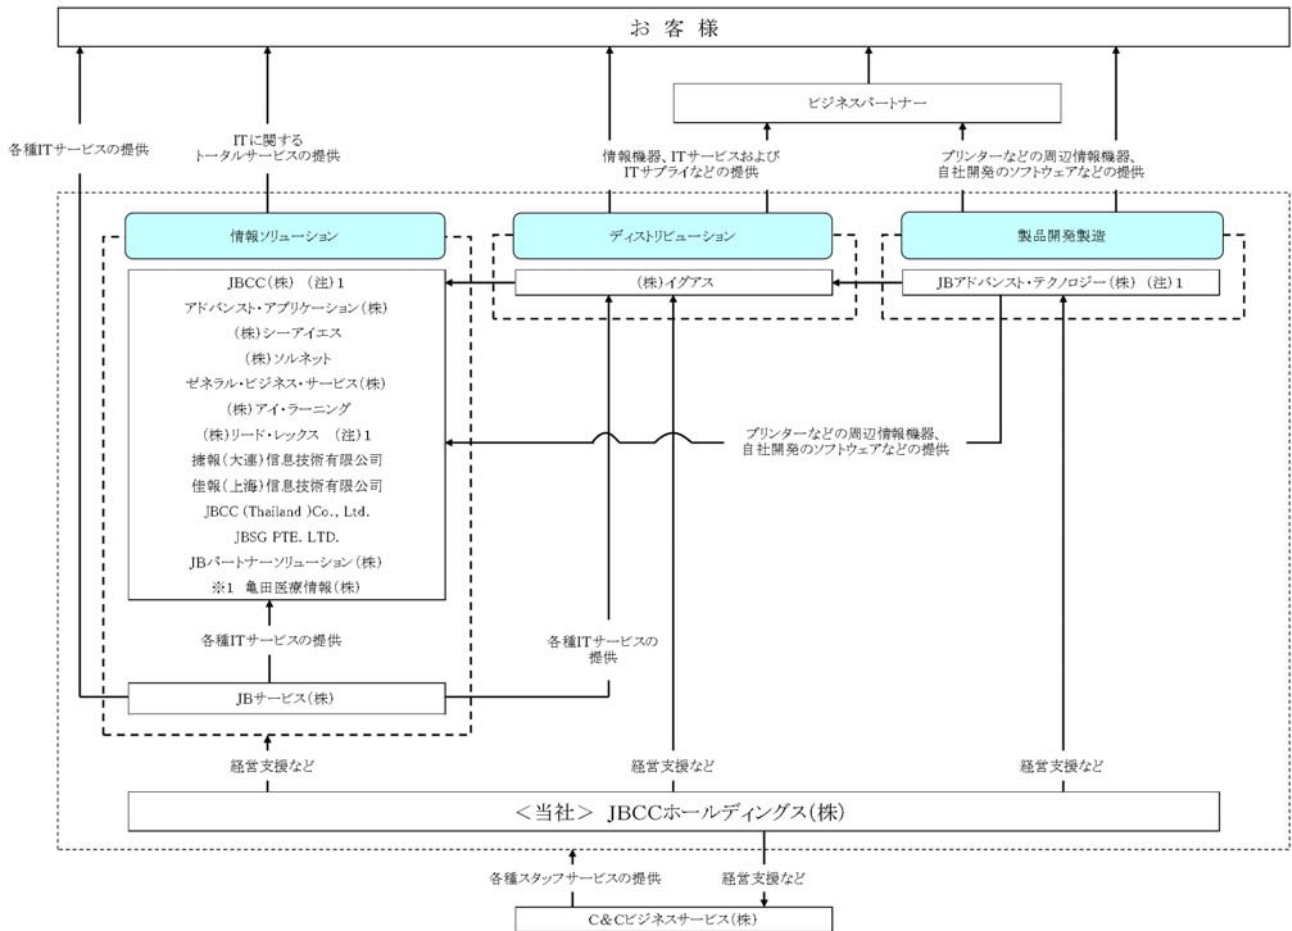 お 客 様
ビジネスパートナー
各種ITサービスの提供
ITに関する
トータルサービスの提供
情報機器、ITサービスおよび
ITサプライなどの提供
プリンターなどの周辺情報機器、
自社開発のソフトウェアなどの提供
情報ソリューション
ディストリビューション
製品開発製造
JBCC(株) (注)1
アドバンスト・アプリケーション(株)
(株)シーアイエス
(株)ソルネット
ゼネラル・ビジネス・サービス(株)
(株)アイ・ラーニング
(株)リード・レックス (注)1
捷報(大連)信息技術有限公司
佳報(上海)信息技術有限公司
JBCC (Thailand )Co., Ltd.
JBSG PTE. LTD.
JBパートナーソリューション(株)
※1 亀田医療情報(株)
(株)イグアス
JBアドバンスト・テクノロジー(株) (注)1
プリンターなどの周辺情報機器、
自社開発のソフトウェアなどの提供
各種ITサービスの提供
各種ITサービスの
提供
JBサービス(株)
経営支援など
経営支援など
経営支援など
<当社> JBCCホールディングス(株)
各種スタッフサービスの提供
経営支援など
C&Cビジネスサービス(株)